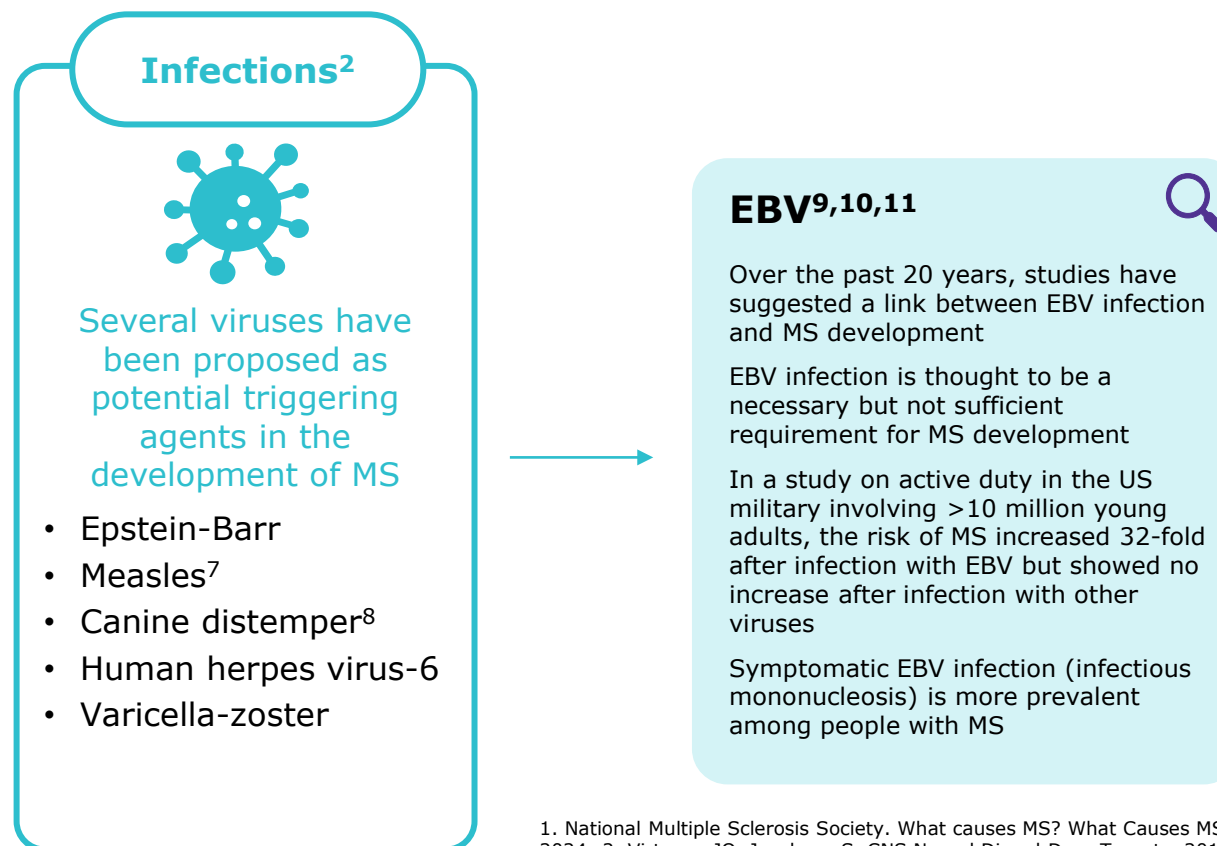 Infections²
Several viruses have
been proposed as
potential triggering
agents in the
development of MS
• Epstein-Barr
• Measles⁷
• Canine distemper⁸
• Human herpes virus-6
• Varicella-zoster
EBV⁹,¹⁰,¹¹
Over the past 20 years, studies have
suggested a link between EBV infection
and MS development
EBV infection is thought to be a
necessary but not sufficient
requirement for MS development
In a study on active duty in the US
military involving >10 million young
adults, the risk of MS increased 32-fold
after infection with EBV but showed no
increase after infection with other
viruses
Symptomatic EBV infection (infectious
mononucleosis) is more prevalent
among people with MS
1. National Multiple Sclerosis Society. What causes MS? What Causes MS